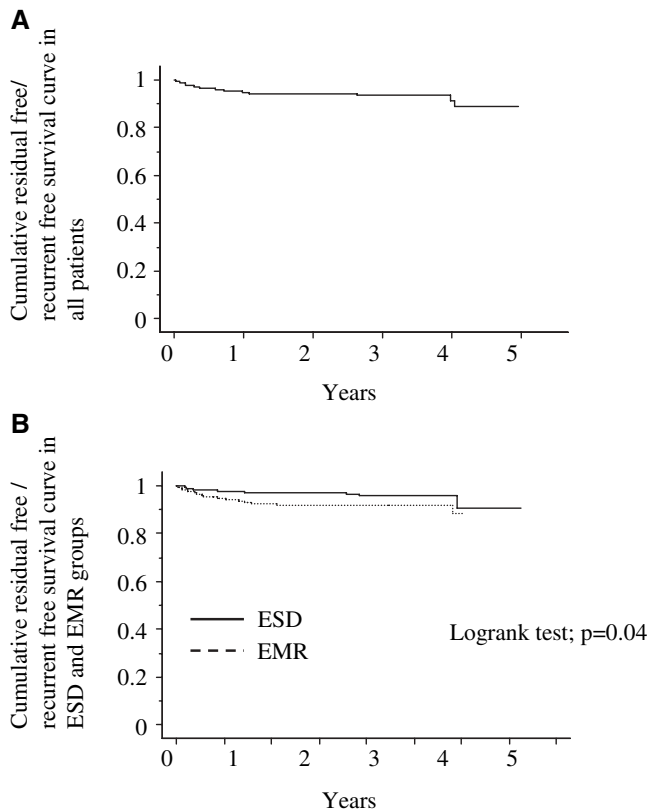 A
Cumulative residual free/
recurrent free survival curve in
all patients
1
0.8
0.6
0.4
0.2
0
0 1 2 3 4 5
Years
B
Cumulative residual free /
recurrent free survival curve in
ESD and EMR groups
1
0.8
0.6
0.4
0.2
0
ESD
EMR
Logrank test; p=0.04
0 1 2 3 4 5
Years